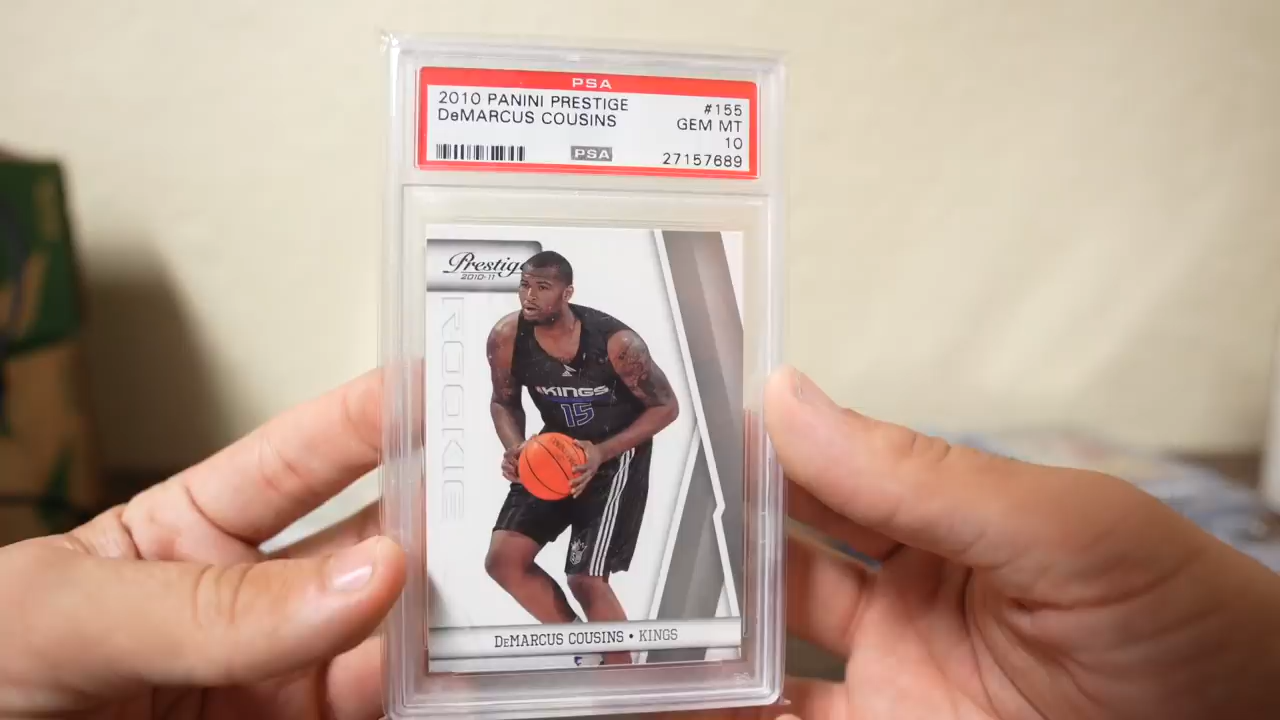 PSA
2010 PANINI PRESTIGE #155
DeMARCUS COUSINS GEM MT
10
PSA 27157689
Prestige
2010-11
ROOKIE
KINGS
15
DeMARCUS COUSINS • KINGS